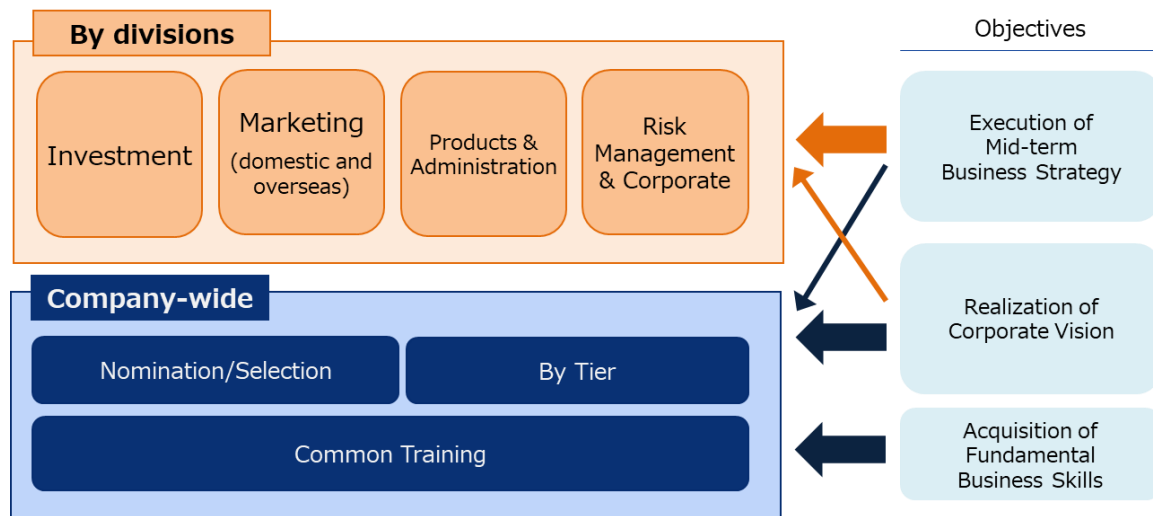 By divisions
Investment
Marketing
(domestic and
overseas)
Products &
Administration
Risk
Management
& Corporate
Company-wide
Nomination/Selection
By Tier
Common Training
Objectives
Execution of
Mid-term
Business Strategy
Realization of
Corporate Vision
Acquisition of
Fundamental
Business Skills